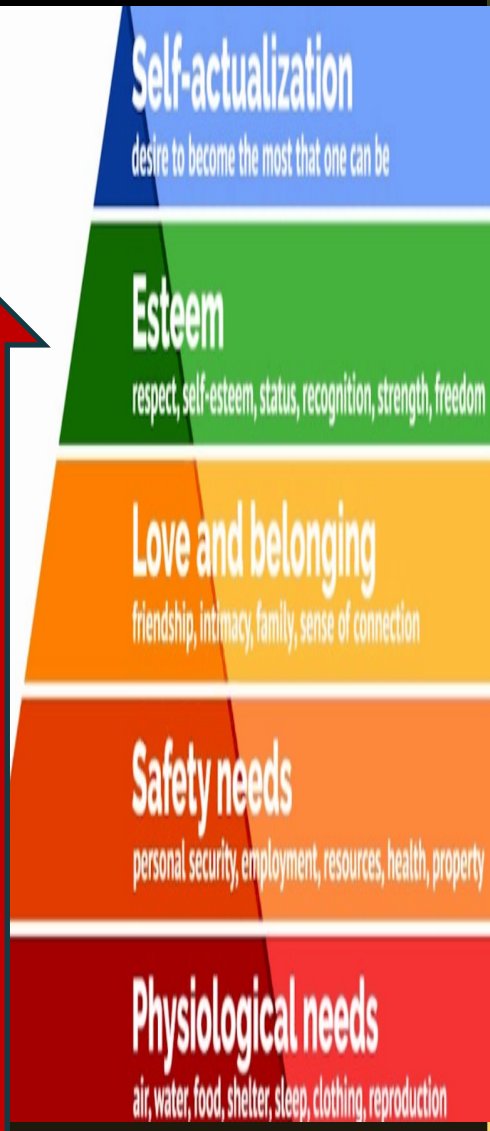 Self-actualization
desire to become the most that one can be
Esteem
respect, self-esteem, status, recognition, strength, freedom
Love and belonging
friendship, intimacy, family, sense of connection
Safety needs
personal security, employment, resources, health, property
Physiological needs
air, water, food, shelter, sleep, clothing, reproduction